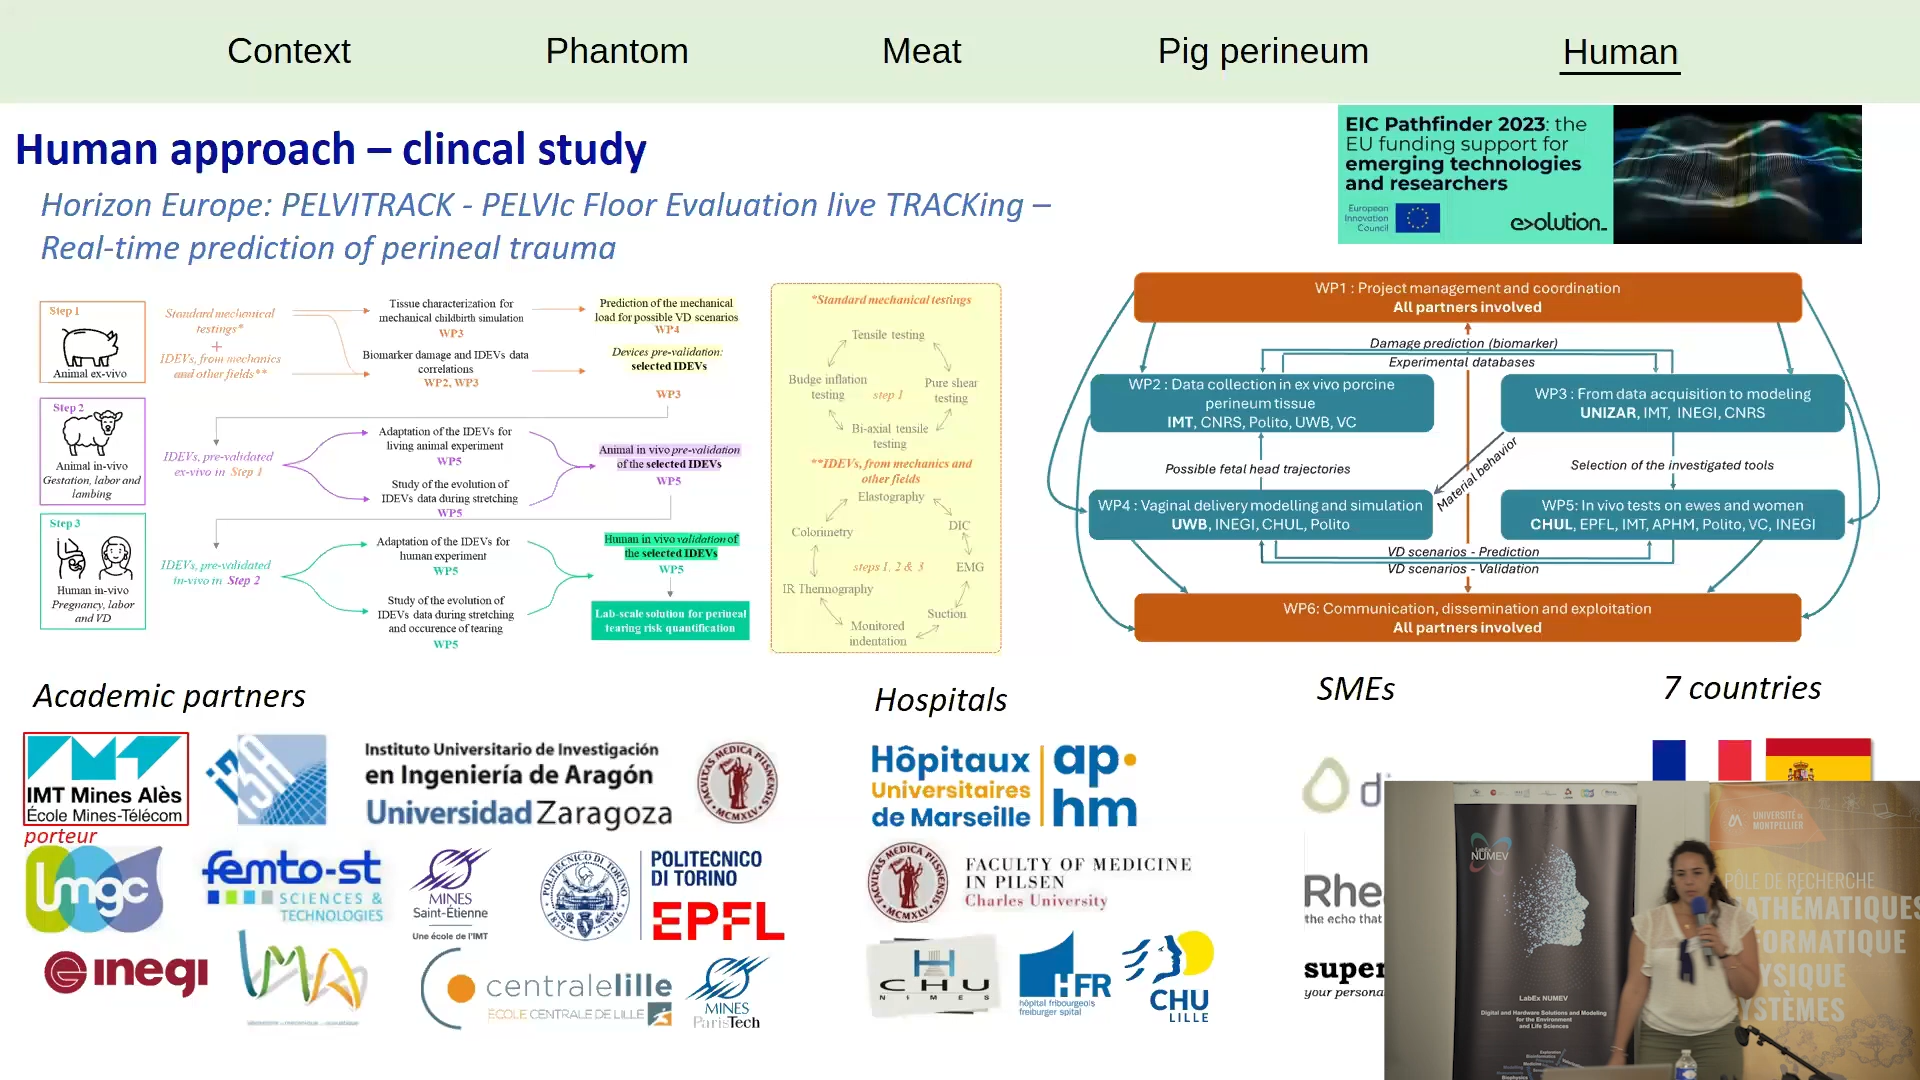 Context
Phantom
Meat
Pig perineum
Human
Human approach – clincal study
Horizon Europe: PELVITRACK - PELVIc Floor Evaluation live TRACKing –
Real-time prediction of perineal trauma
EIC Pathfinder 2023: the
EU funding support for
emerging technologies
and researchers
European
Innovation
Council
e>olution_
Step 1
Animal ex-vivo
Standard mechenical
testings*
+
IDEVs, from mechanics
and other fields**
Tissue characterization for
mechanical childbirth simulation
WP3
Biomarker damage and IDEVs data
correlations
WP2, WP3
Prediction of the mechanical
load for possible VD scenarios
WP4
Devices pre-validation:
selected IDEVs
WP3
Step 2
Animal in-vivo
Gestation, labor and
lambing
IDEVs, pre-validated
ex-vivo in Step 1
Adaptation of the IDEVs for
living animal experiment
WP5
Study of the evolution of
IDEVs data during stretching
WP5
Animal in vivo pre-validation
of the selected IDEVs
WP5
Step 3
Human in-vivo
Pregnancy, labor
and VD
IDEVs, pre-validated
in-vivo in Step 2
Adaptation of the IDEVs for
human experiment
WP5
Study of the evolution of
IDEVs data during stretching
and occurence of tearing
WP5
Human in vivo validation of
the selected IDEVs
WP5
Lab-scale solution for perineal
tearing risk quantification
*Standard mechanical testings
Tensile testing
Budge inflation
testing
step 1
Pure shear
testing
Bi-axial tensile
testing
**IDEVs, from mechanics and
other fields
Elastography
Colorimetry
DIC
steps 1, 2 & 3
EMG
IR Thermography
Suction
Monitored
indentation
WP1 : Project management and coordination
All partners involved
Damage prediction (biomarker)
Experimental databases
WP2 : Data collection in ex vivo porcine
perineum tissue
IMT, CNRS, Polito, UWB, VC
WP3 : From data acquisition to modeling
UNIZAR, IMT, INEGI, CNRS
Possible fetal head trajectories
Material behavior
Selection of the investigated tools
WP4 : Vaginal delivery modelling and simulation
UWB, INEGI, CHUL, Polito
WP5: In vivo tests on ewes and women
CHUL, EPFL, IMT, APHM, Polito, VC, INEGI
VD scenarios - Prediction
VD scenarios - Validation
WP6: Communication, dissemination and exploitation
All partners involved
Academic partners
IMT Mines Alès
École Mines-Télécom
porteur
i3A
Instituto Universitario de Investigación
en Ingeniería de Aragón
Universidad Zaragoza
FACVLTAS MEDICA PILSNENSIS
MCMXLV
lmgc
femto-st
SCIENCES &
TECHNOLOGIES
MINES
Saint-Étienne
Une école de l'IMT
POLITECNICO DI TORINO
1859
1906
POLITECNICO
DI TORINO
EPFL
inegi
LMA
centralelille
ÉCOLE CENTRALE DE LILLE
MINES
ParisTech
Hospitals
Hôpitaux
Universitaires
de Marseille
ap·
hm
FACVLTAS MEDICA PILSNENSIS
MCMXLV
FACULTY OF MEDICINE
IN PILSEN
Charles University
CHU
NIMES
HFR
hôpital fribourgeois
freiburger spital
CHU
LILLE
SMEs
di
Rhe
the echo that
super
your persona
7 countries
LabEx
NUMEV
LabEx NUMEV
Digital and Hardware Solutions and Modeling
for the Environment
and Life Sciences
UNIVERSITÉ DE
MONTPELLIER
PÔLE DE RECHERCHE
ATHÉMATIQUES
FORMATIQUE
YSIQUE
YSTÈMES